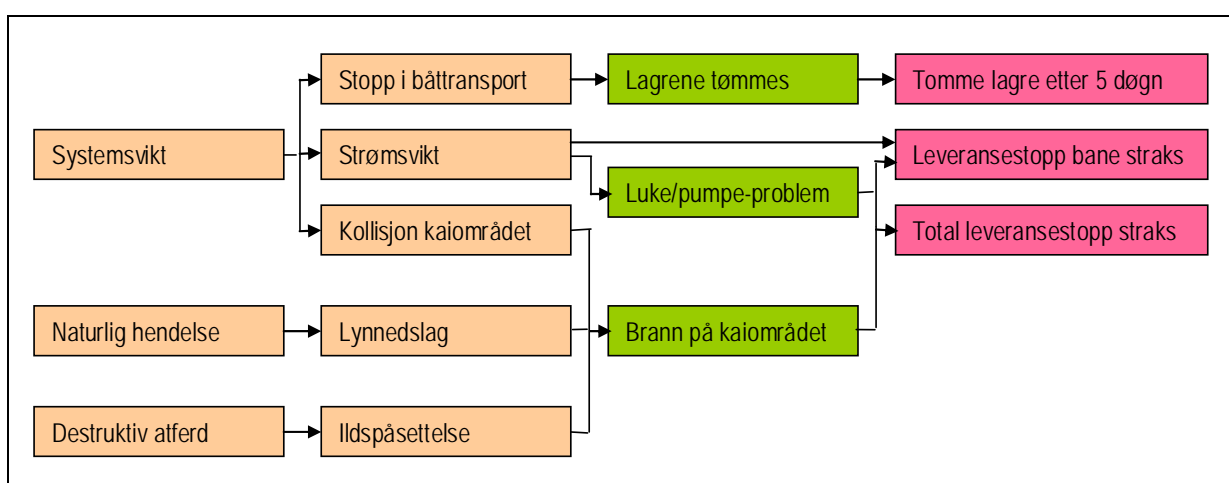 Stopp i båttransport
Lagrene tømmes
Tomme lagre etter 5 døgn
Systemsvikt
Strømsvikt
Leveransestopp bane straks
Luke/pumpe-problem
Kollisjon kaiområdet
Total leveransestopp straks
Naturlig hendelse
Lynnedslag
Brann på kaiområdet
Destruktiv atferd
Ildspåsettelse